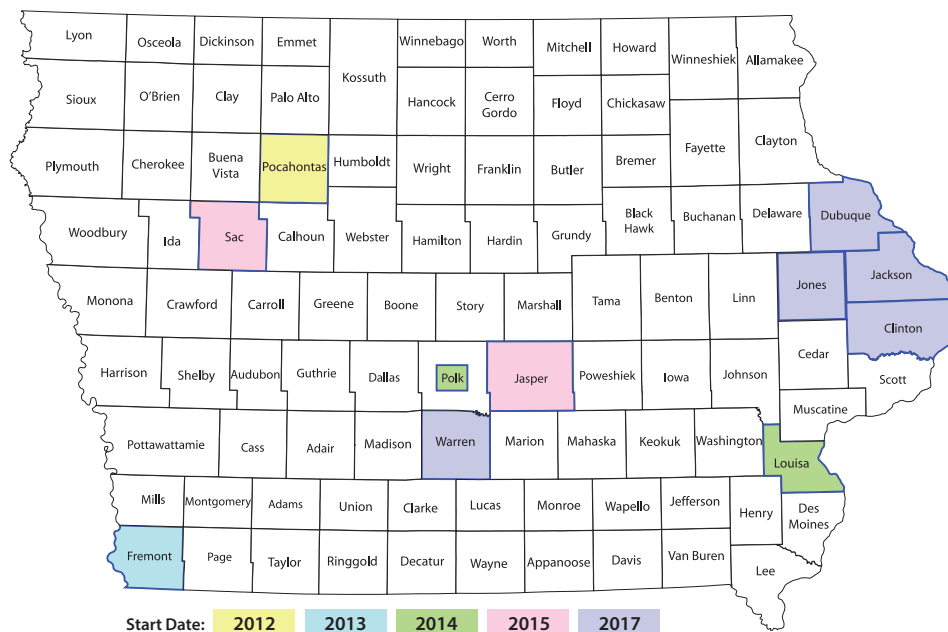 Lyon
Osceola
Dickinson
Emmet
Kossuth
Winnebago
Worth
Mitchell
Howard
Winneshiek
Allamakee
Sioux
O'Brien
Clay
Palo Alto
Hancock
Cerro
Gordo
Floyd
Chickasaw
Fayette
Clayton
Plymouth
Cherokee
Buena
Vista
Pocahontas
Humboldt
Wright
Franklin
Butler
Bremer
Woodbury
Ida
Sac
Calhoun
Webster
Hamilton
Hardin
Grundy
Black
Hawk
Buchanan
Delaware
Dubuque
Monona
Crawford
Carroll
Greene
Boone
Story
Marshall
Tama
Benton
Linn
Jones
Jackson
Clinton
Harrison
Shelby
Audubon
Guthrie
Dallas
Polk
Jasper
Poweshiek
Iowa
Johnson
Cedar
Scott
Muscatine
Pottawattamie
Cass
Adair
Madison
Warren
Marion
Mahaska
Keokuk
Washington
Louisa
Mills
Montgomery
Adams
Union
Clarke
Lucas
Monroe
Wapello
Jefferson
Henry
Des
Moines
Fremont
Page
Taylor
Ringgold
Decatur
Wayne
Appanoose
Davis
Van Buren
Lee
Start Date: 2012 2013 2014 2015 2017